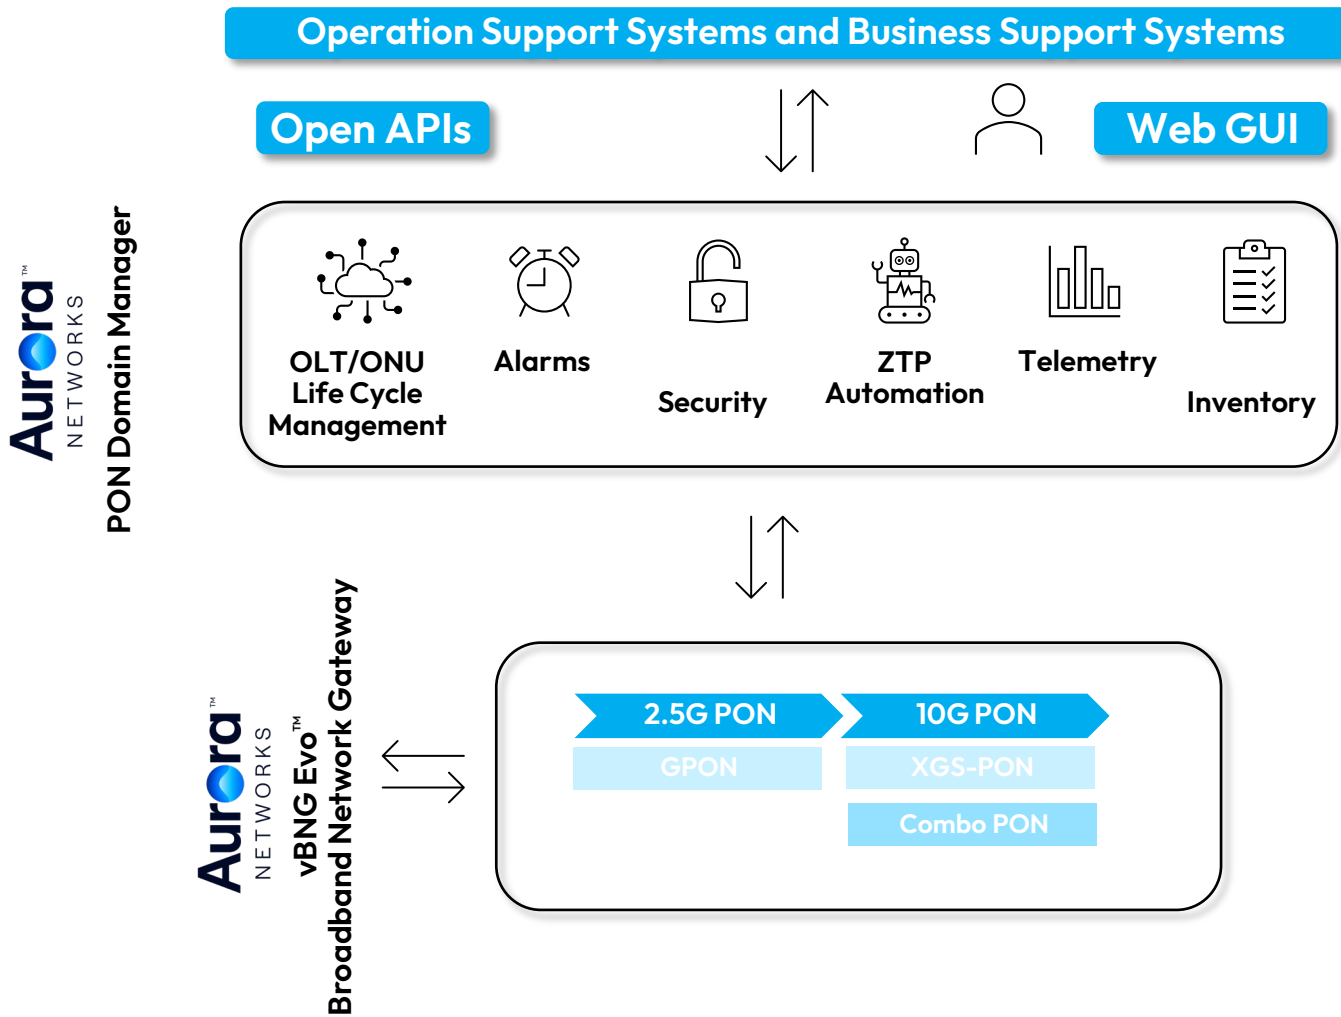 Operation Support Systems and Business Support Systems
Open APIs
Web GUI
Aurora™
NETWORKS
PON Domain Manager
OLT/ONU
Life Cycle
Management
Alarms
Security
ZTP
Automation
Telemetry
Inventory
Aurora™
NETWORKS
vBNG Evo™
Broadband Network Gateway
2.5G PON
10G PON
GPON
XGS-PON
Combo PON